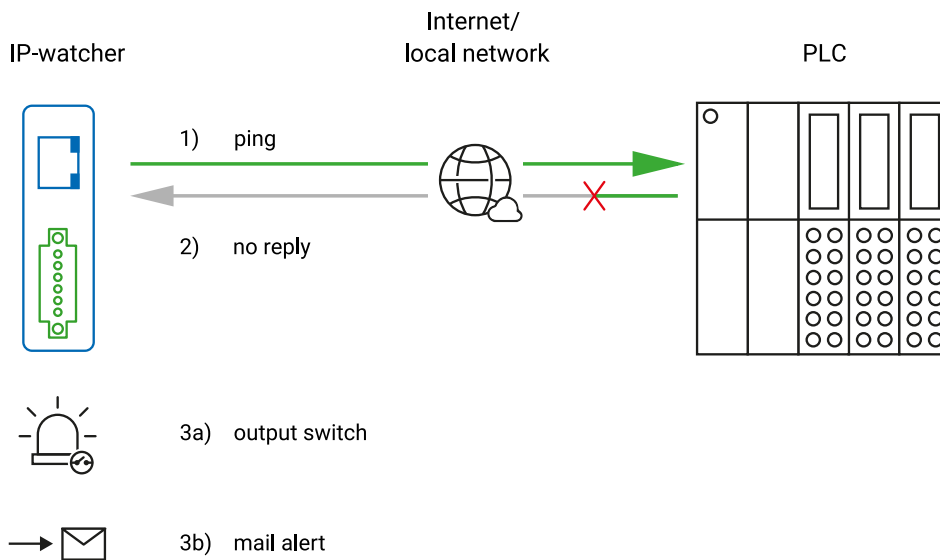 IP-watcher
Internet/
local network
PLC
1) ping
2) no reply
3a) output switch
3b) mail alert